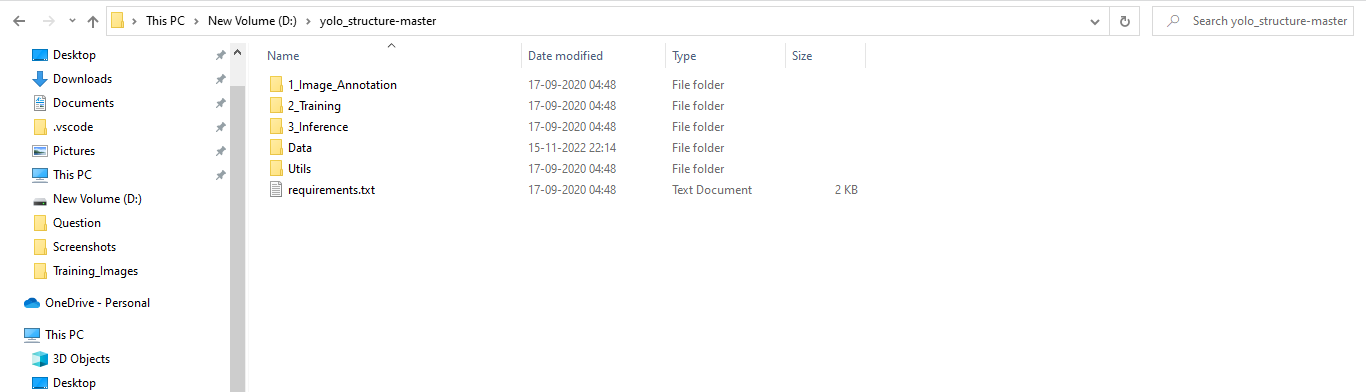 This PC > New Volume (D:) > yolo_structure-master
Search yolo_structure-master
Desktop
Downloads
Documents
.vscode
Pictures
This PC
New Volume (D:)
Question
Screenshots
Training_Images
OneDrive - Personal
This PC
3D Objects
Desktop
Name Date modified Type Size
1_Image_Annotation 17-09-2020 04:48 File folder
2_Training 17-09-2020 04:48 File folder
3_Inference 17-09-2020 04:48 File folder
Data 15-11-2022 22:14 File folder
Utils 17-09-2020 04:48 File folder
requirements.txt 17-09-2020 04:48 Text Document 2 KB